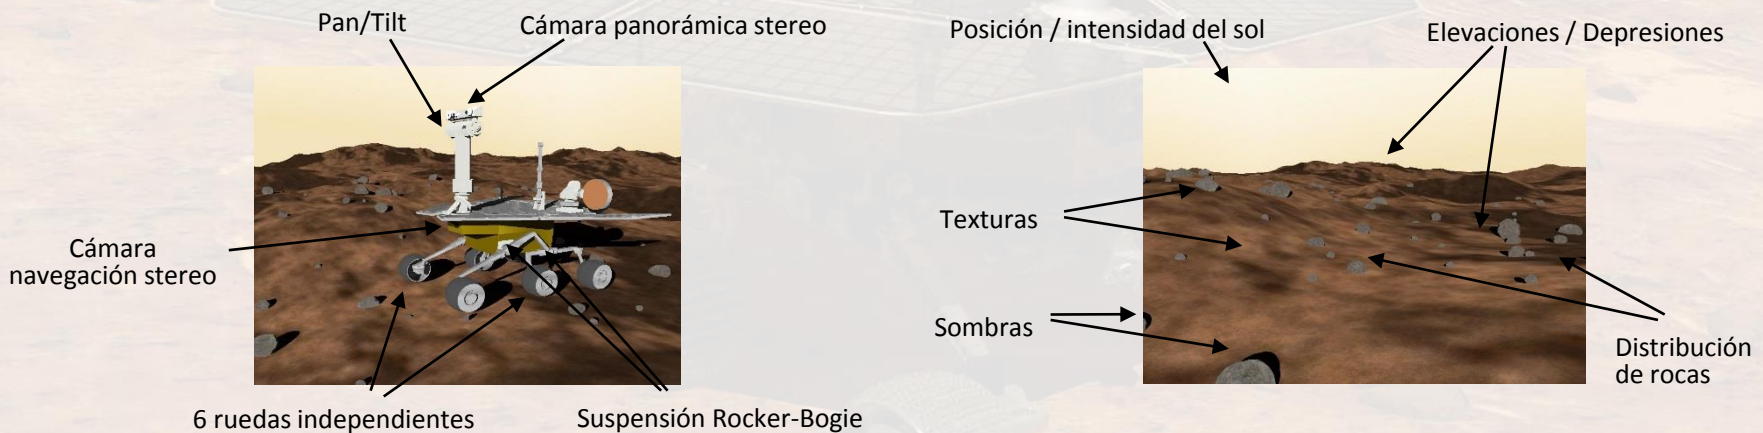 Pan/Tilt
Cámara panorámica stereo
Cámara
navegación stereo
6 ruedas independientes
Suspensión Rocker-Bogie
Posición / intensidad del sol
Elevaciones / Depresiones
Texturas
Sombras
Distribución
de rocas